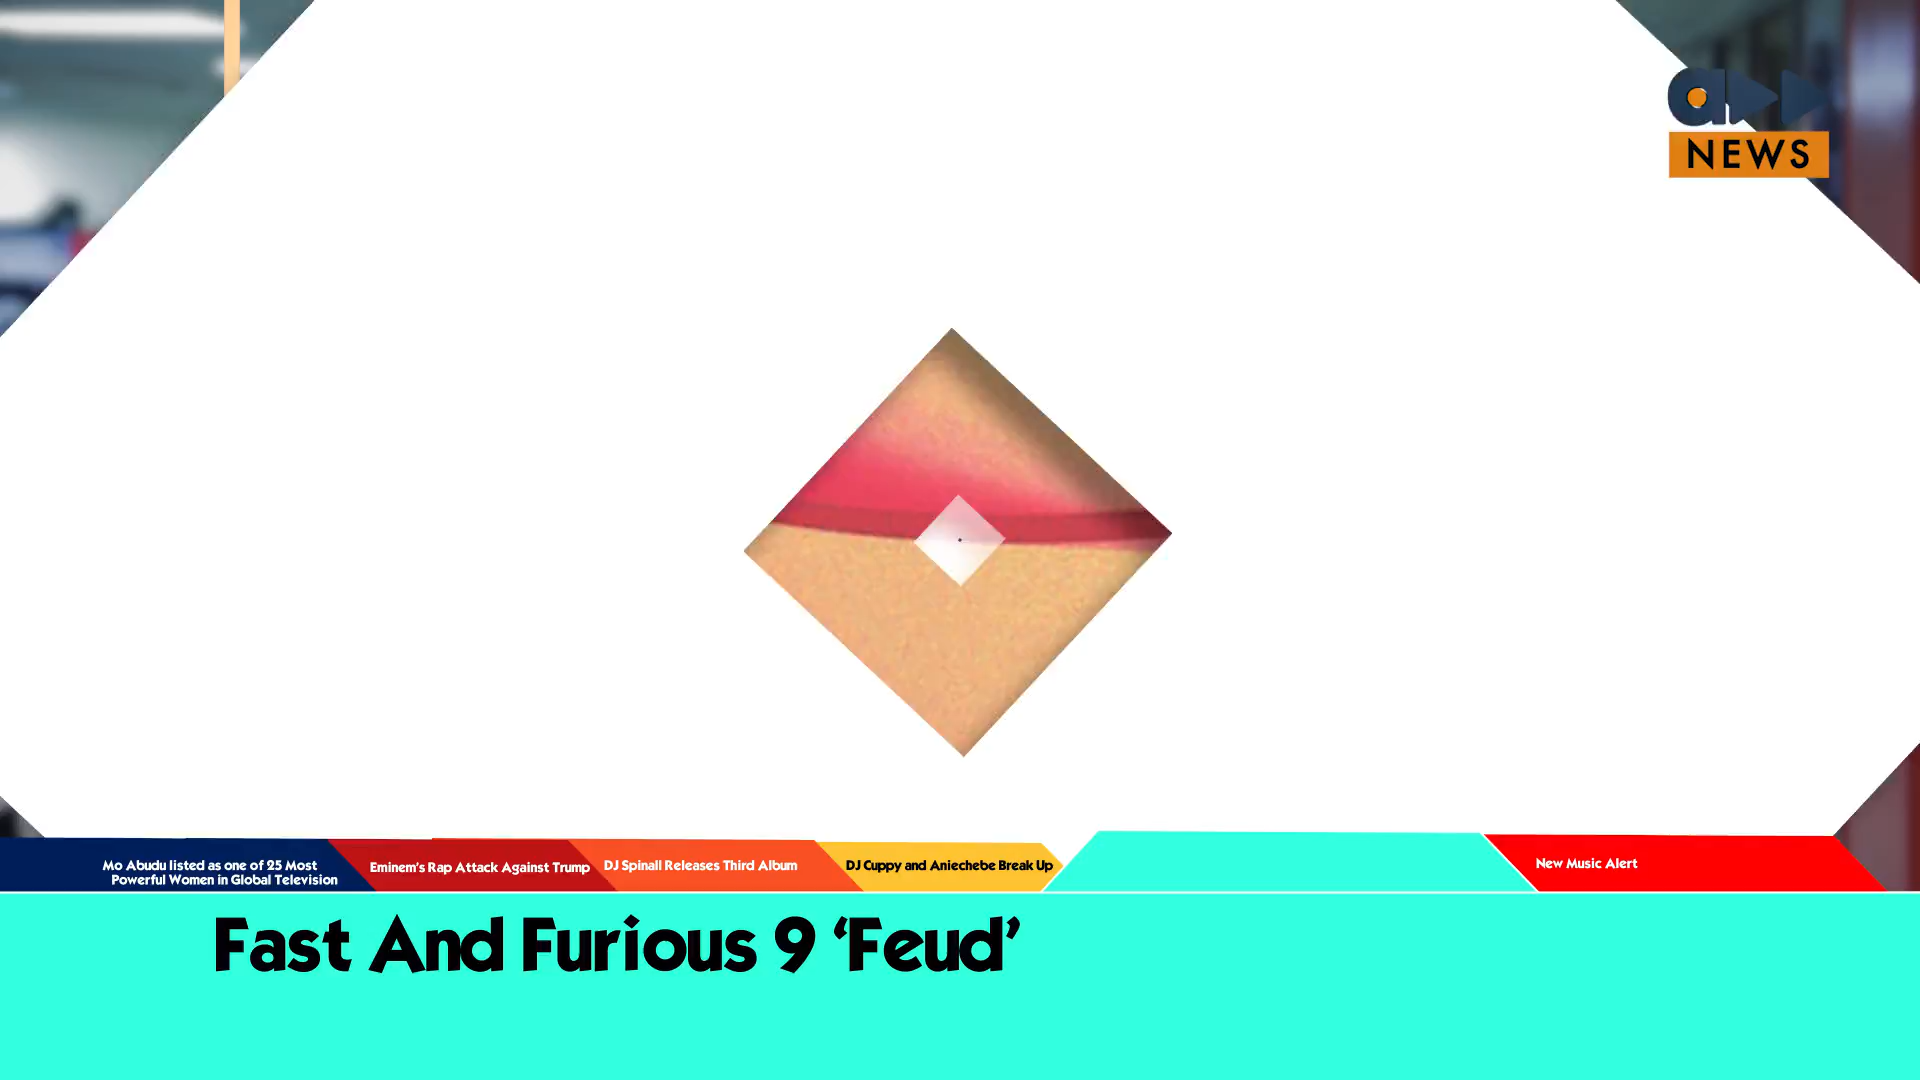 NEWS
Mo Abudu listed as one of 25 Most
Powerful Women in Global Television
Eminem's Rap Attack Against Trump
DJ Spinall Releases Third Album
DJ Cuppy and Aniechebe Break Up
New Music Alert
Fast And Furious 9 ‘Feud’